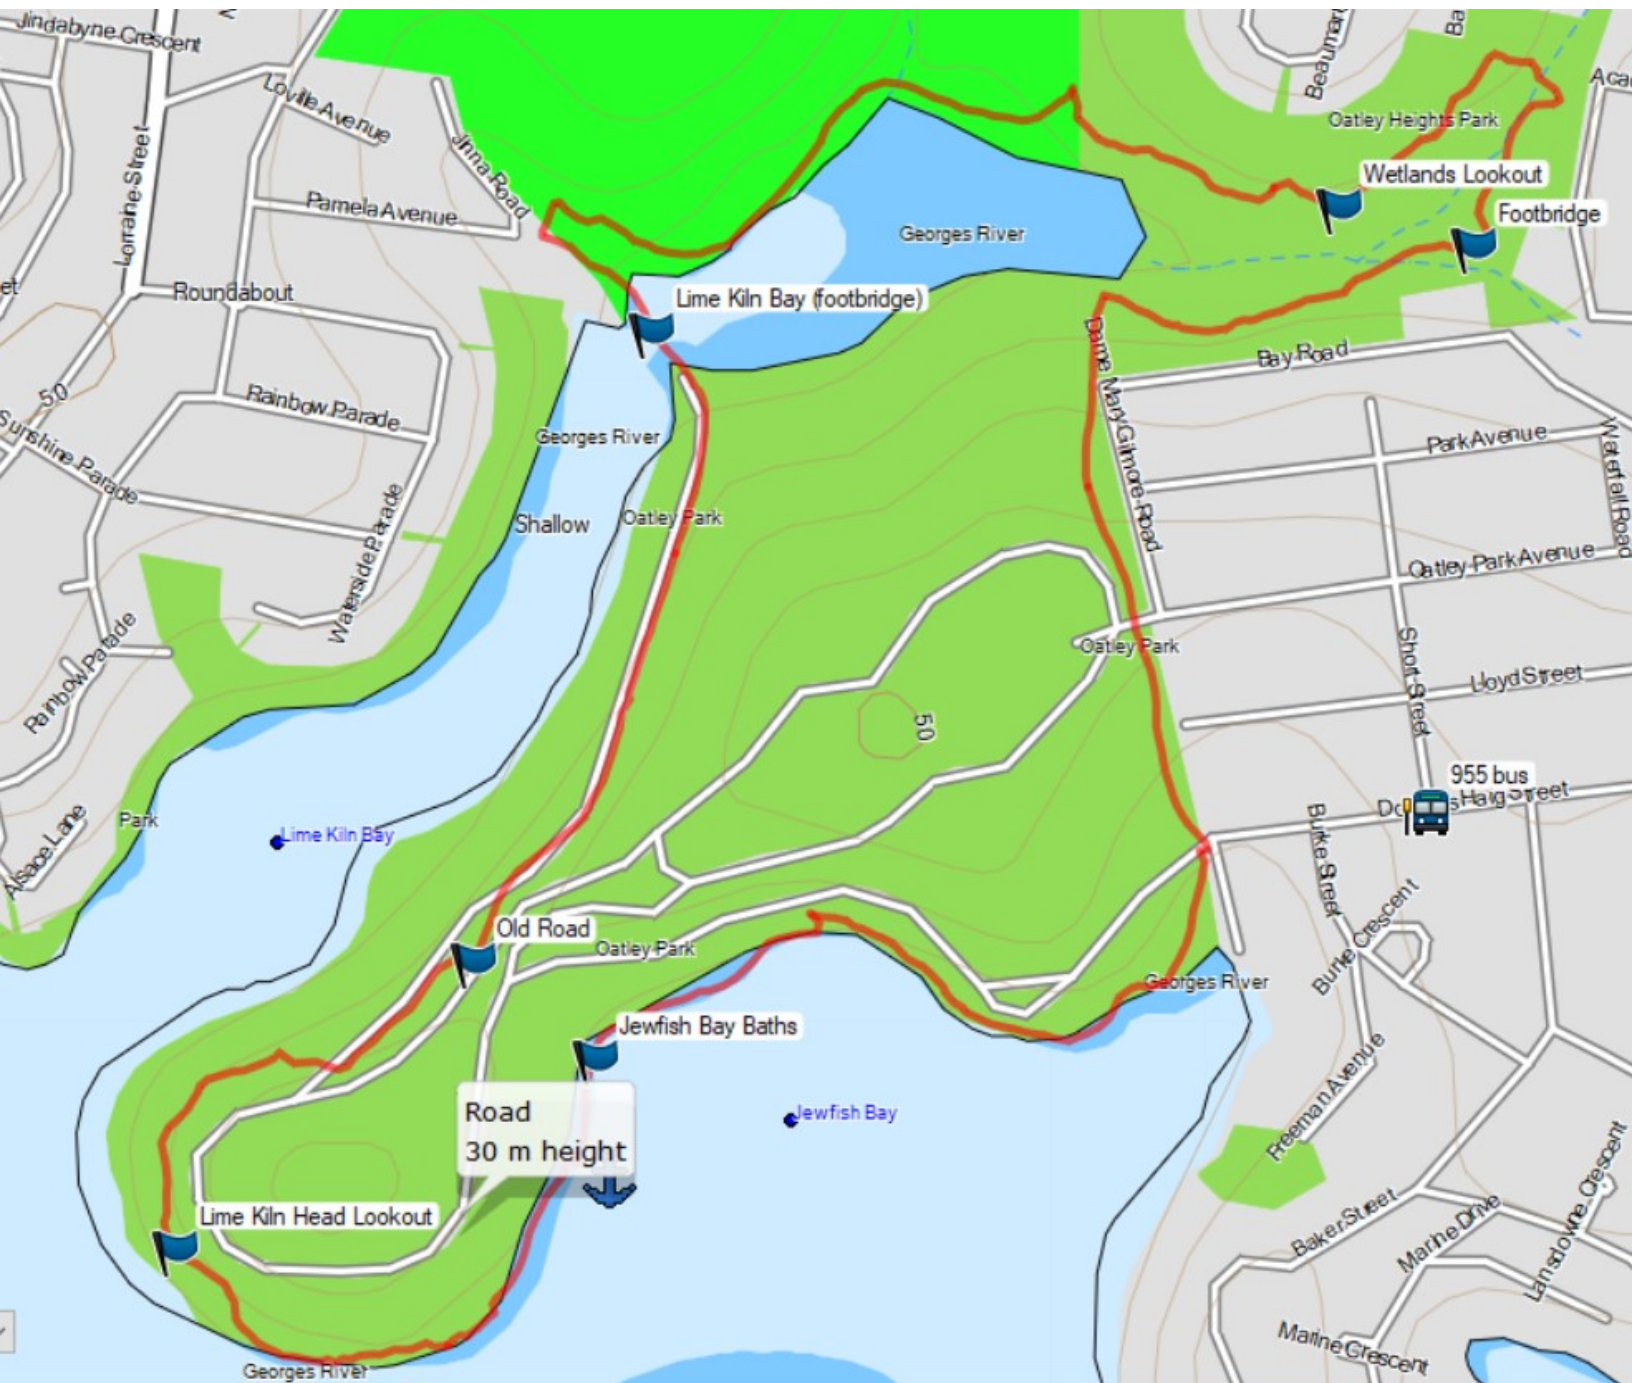 Jindabyne Crescent
Loville Avenue
Lorraine Street
Jinna Road
Pamela Avenue
Roundabout
Rainbow Parade
50
Sunshine Parade
Waterside Parade
Rainbow Parade
Alsace Lane
Park
Lime Kiln Bay
Georges River
Shallow
Lime Kiln Bay (footbridge)
Georges River
Oatley Heights Park
Wetlands Lookout
Footbridge
Dame Mary Gilmore Road
Bay Road
Park Avenue
Waterfall Road
Oatley Park Avenue
Oatley Park
Oatley Park
Short Street
Lloyd Street
50
955 bus
s Haig Street
Burke Street
Burke Crescent
Old Road
Oatley Park
Georges River
Jewfish Bay Baths
Freeman Avenue
Road
30 m height
Jewfish Bay
Lime Kiln Head Lookout
Baker Street
Marine Drive
Lansdowne Crescent
Marine Crescent
Georges River